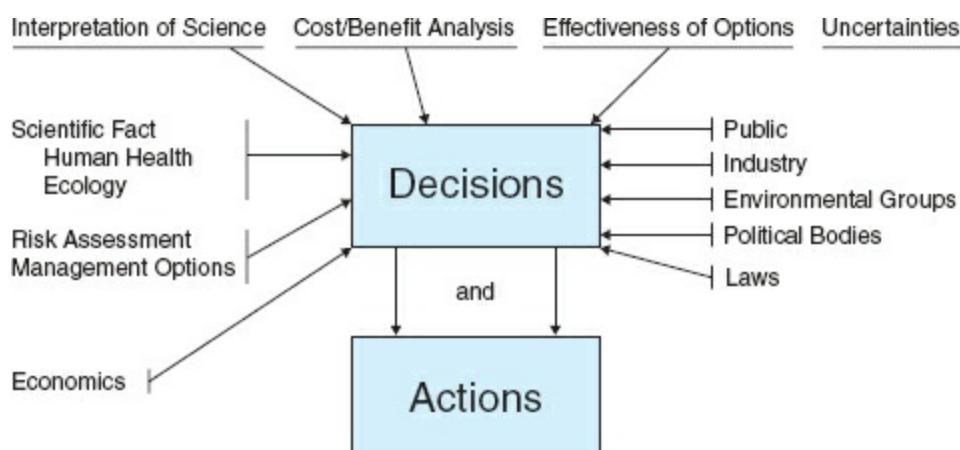 Interpretation of Science Cost/Benefit Analysis Effectiveness of Options Uncertainties
Scientific Fact
Human Health
Ecology
Risk Assessment
Management Options
Economics
Decisions
and
Actions
Public
Industry
Environmental Groups
Political Bodies
Laws